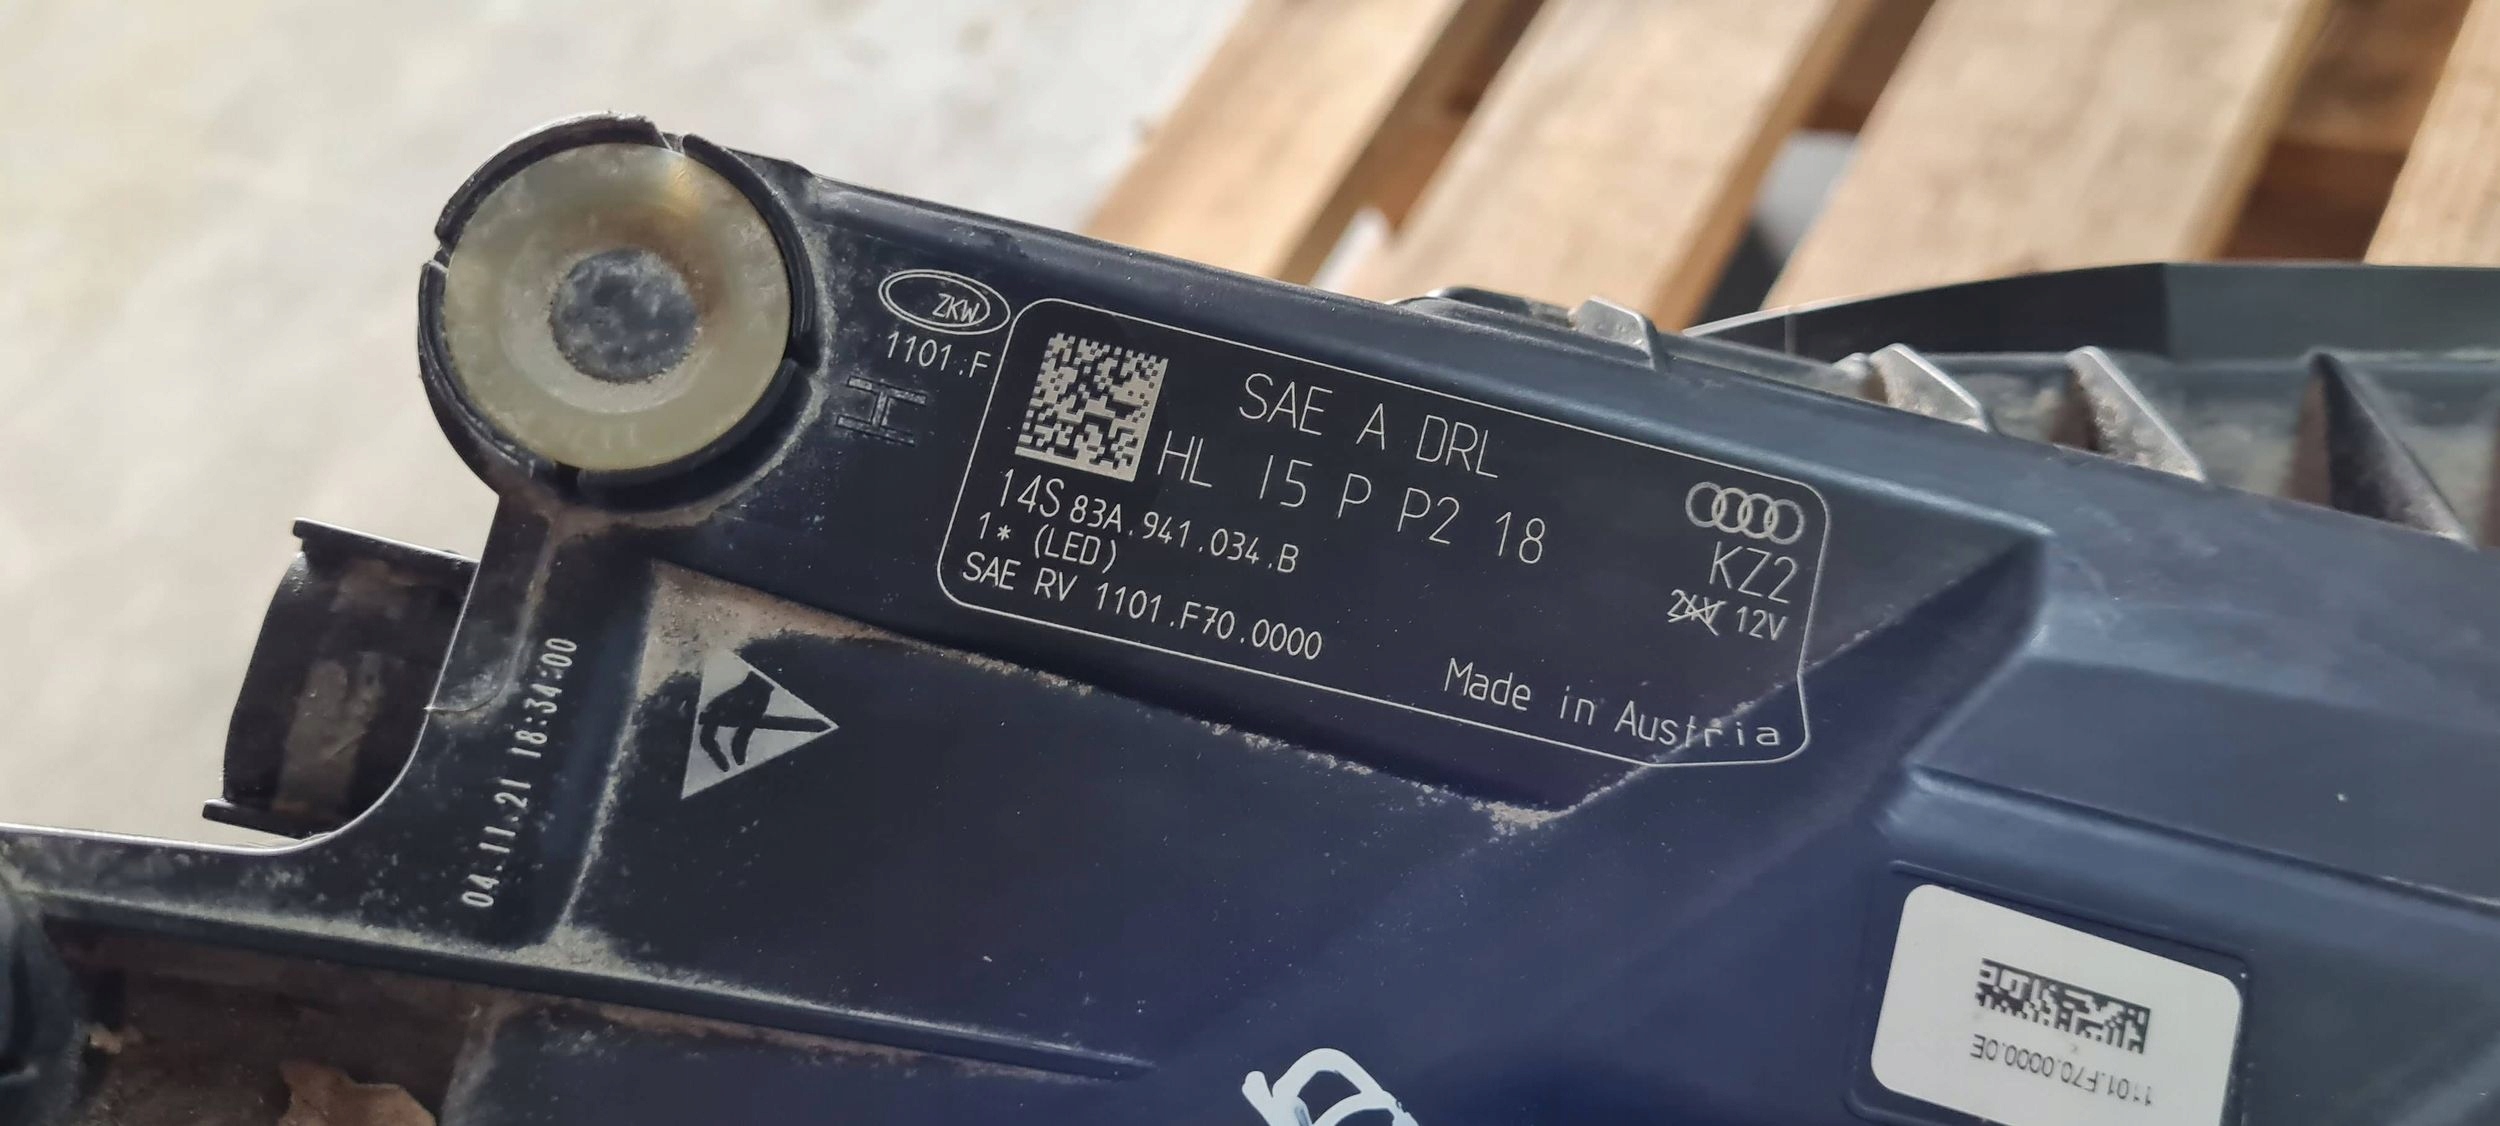 ZKW
1101.F
SAE A DRL
HL I5 P P2 18
14S 83A.941.034.B
1* (LED)
SAE RV 1101.F70.0000
KZ2
24V 12V
Made in Austria
04.11.21 18:34:00
1101.F70.0000.0E